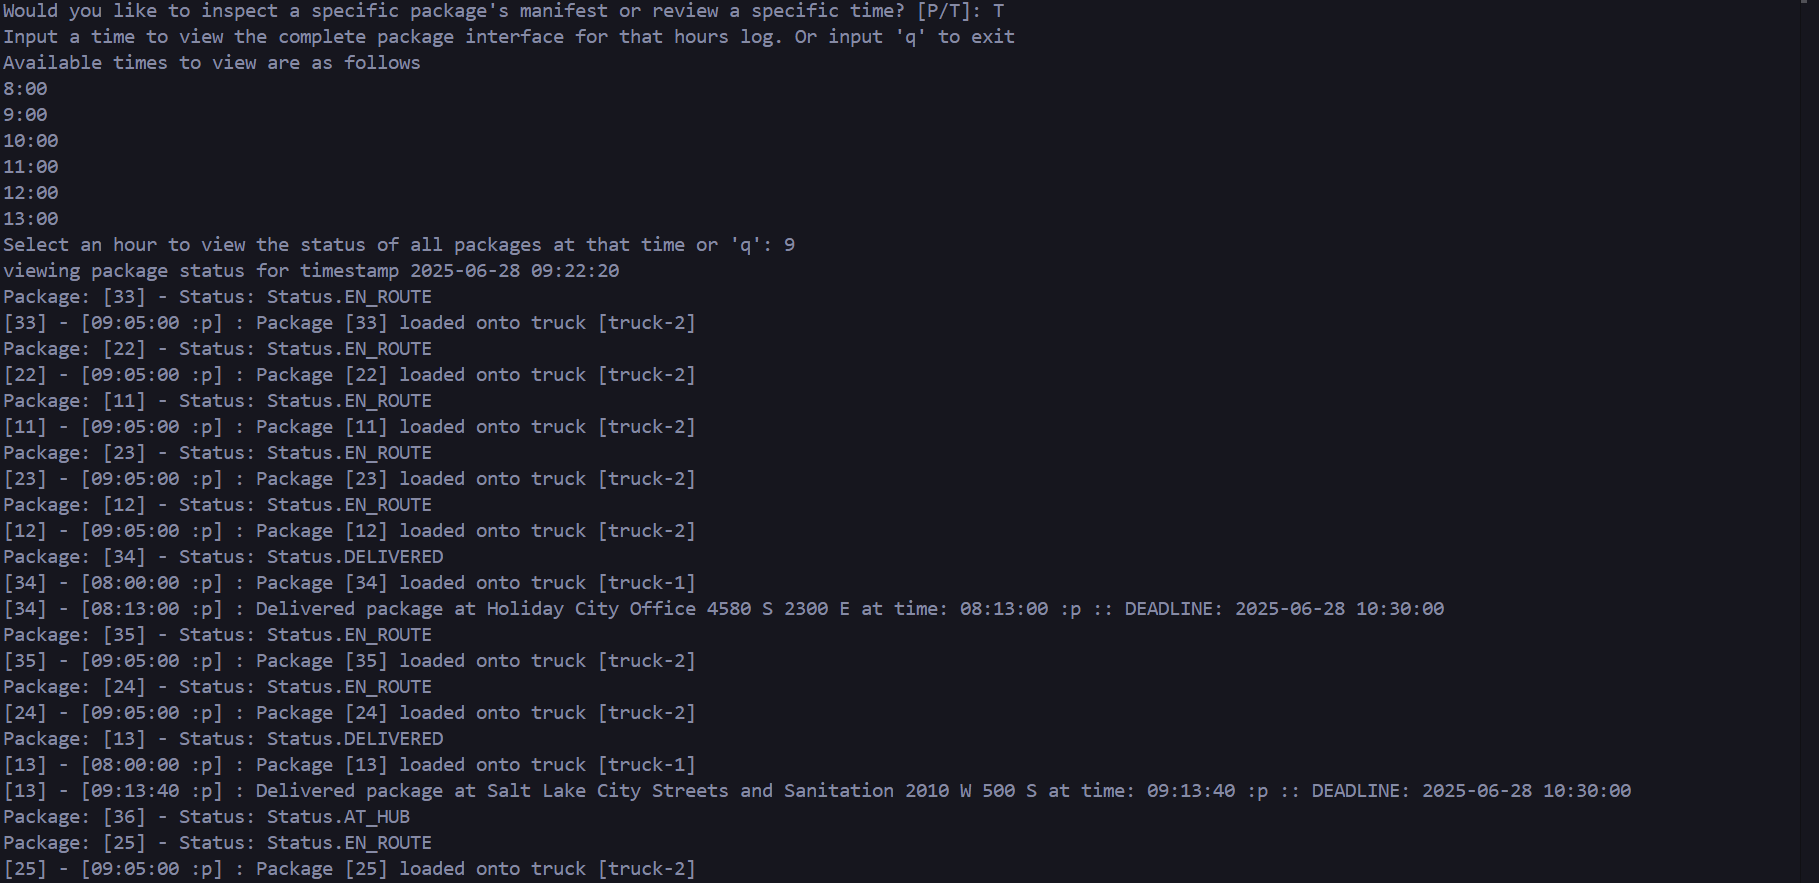 Would you like to inspect a specific package's manifest or review a specific time? [P/T]: T
Input a time to view the complete package interface for that hours log. Or input 'q' to exit
Available times to view are as follows
8:00
9:00
10:00
11:00
12:00
13:00
Select an hour to view the status of all packages at that time or 'q': 9
viewing package status for timestamp 2025-06-28 09:22:20
Package: [33] - Status: Status.EN_ROUTE
[33] - [09:05:00 :p] : Package [33] loaded onto truck [truck-2]
Package: [22] - Status: Status.EN_ROUTE
[22] - [09:05:00 :p] : Package [22] loaded onto truck [truck-2]
Package: [11] - Status: Status.EN_ROUTE
[11] - [09:05:00 :p] : Package [11] loaded onto truck [truck-2]
Package: [23] - Status: Status.EN_ROUTE
[23] - [09:05:00 :p] : Package [23] loaded onto truck [truck-2]
Package: [12] - Status: Status.EN_ROUTE
[12] - [09:05:00 :p] : Package [12] loaded onto truck [truck-2]
Package: [34] - Status: Status.DELIVERED
[34] - [08:00:00 :p] : Package [34] loaded onto truck [truck-1]
[34] - [08:13:00 :p] : Delivered package at Holiday City Office 4580 S 2300 E at time: 08:13:00 :p :: DEADLINE: 2025-06-28 10:30:00
Package: [35] - Status: Status.EN_ROUTE
[35] - [09:05:00 :p] : Package [35] loaded onto truck [truck-2]
Package: [24] - Status: Status.EN_ROUTE
[24] - [09:05:00 :p] : Package [24] loaded onto truck [truck-2]
Package: [13] - Status: Status.DELIVERED
[13] - [08:00:00 :p] : Package [13] loaded onto truck [truck-1]
[13] - [09:13:40 :p] : Delivered package at Salt Lake City Streets and Sanitation 2010 W 500 S at time: 09:13:40 :p :: DEADLINE: 2025-06-28 10:30:00
Package: [36] - Status: Status.AT_HUB
Package: [25] - Status: Status.EN_ROUTE
[25] - [09:05:00 :p] : Package [25] loaded onto truck [truck-2]